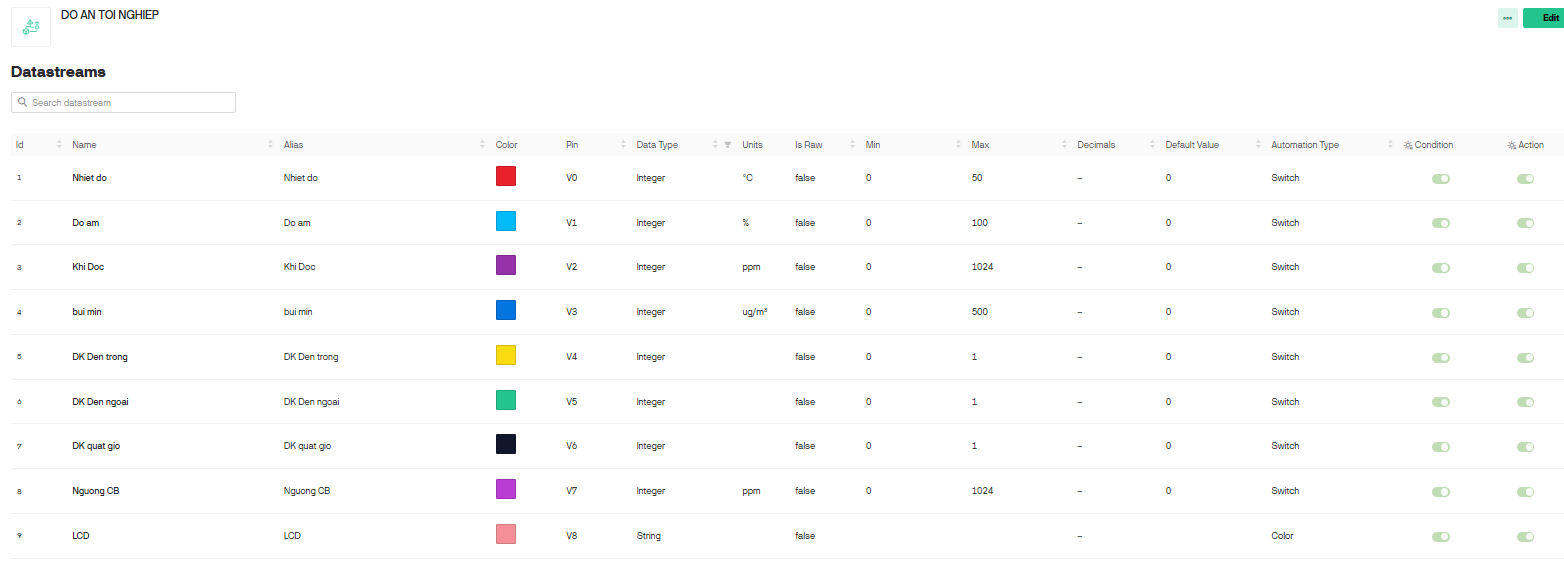 DO AN TOI NGHIEP
Edit
Datastreams
Search datastream
Id Name Alias Color Pin Data Type Units Is Raw Min Max Decimals Default Value Automation Type Condition Action
1 Nhiet do Nhiet do V0 Integer °C false 0 50 – 0 Switch
2 Do am Do am V1 Integer % false 0 100 – 0 Switch
3 Khi Doc Khi Doc V2 Integer ppm false 0 1024 – 0 Switch
4 bui min bui min V3 Integer ug/m³ false 0 500 – 0 Switch
5 DK Den trong DK Den trong V4 Integer false 0 1 – 0 Switch
6 DK Den ngoai DK Den ngoai V5 Integer false 0 1 – 0 Switch
7 DK quat gio DK quat gio V6 Integer false 0 1 – 0 Switch
8 Nguong CB Nguong CB V7 Integer ppm false 0 1024 – 0 Switch
9 LCD LCD V8 String false – Color